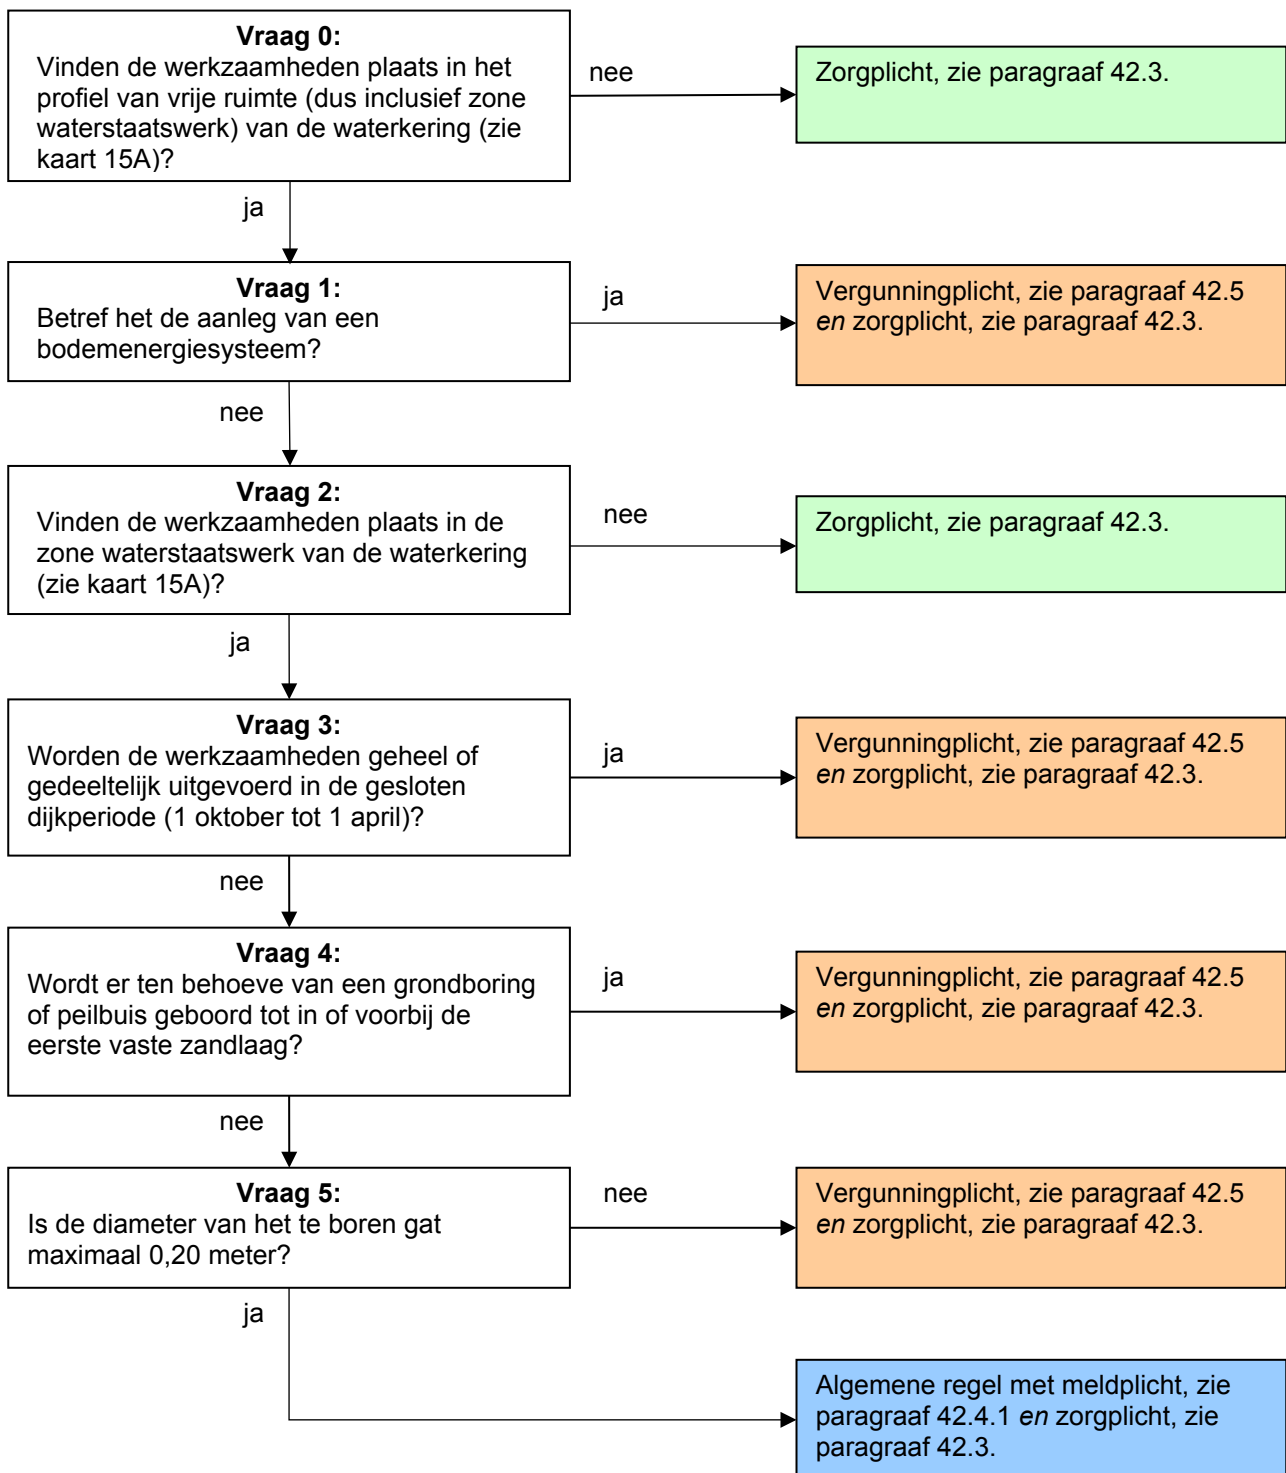 Vraag 0:
Vinden de werkzaamheden plaats in het
profiel van vrije ruimte (dus inclusief zone
waterstaatswerk) van de waterkering (zie
kaart 15A)?
nee
Zorgplicht, zie paragraaf 42.3.
ja
Vraag 1:
Betref het de aanleg van een
bodemenergiesysteem?
ja
Vergunningplicht, zie paragraaf 42.5
en zorgplicht, zie paragraaf 42.3.
nee
Vraag 2:
Vinden de werkzaamheden plaats in de
zone waterstaatswerk van de waterkering
(zie kaart 15A)?
nee
Zorgplicht, zie paragraaf 42.3.
ja
Vraag 3:
Worden de werkzaamheden geheel of
gedeeltelijk uitgevoerd in de gesloten
dijkperiode (1 oktober tot 1 april)?
ja
Vergunningplicht, zie paragraaf 42.5
en zorgplicht, zie paragraaf 42.3.
nee
Vraag 4:
Wordt er ten behoeve van een grondboring
of peilbuis geboord tot in of voorbij de
eerste vaste zandlaag?
ja
Vergunningplicht, zie paragraaf 42.5
en zorgplicht, zie paragraaf 42.3.
nee
Vraag 5:
Is de diameter van het te boren gat
maximaal 0,20 meter?
nee
Vergunningplicht, zie paragraaf 42.5
en zorgplicht, zie paragraaf 42.3.
ja
Algemene regel met meldplicht, zie
paragraaf 42.4.1 en zorgplicht, zie
paragraaf 42.3.